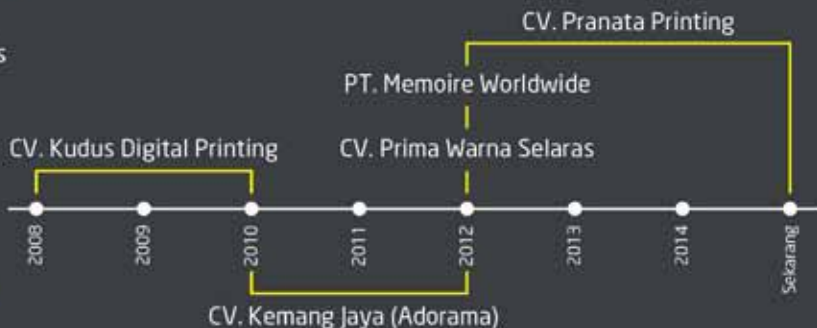 CV. Pranata Printing
s
PT. Memoire Worldwide
CV. Kudus Digital Printing
CV. Prima Warna Selaras
2008
2009
2010
2011
2012
2013
2014
Sekarang
CV. Kemang Jaya (Adorama)